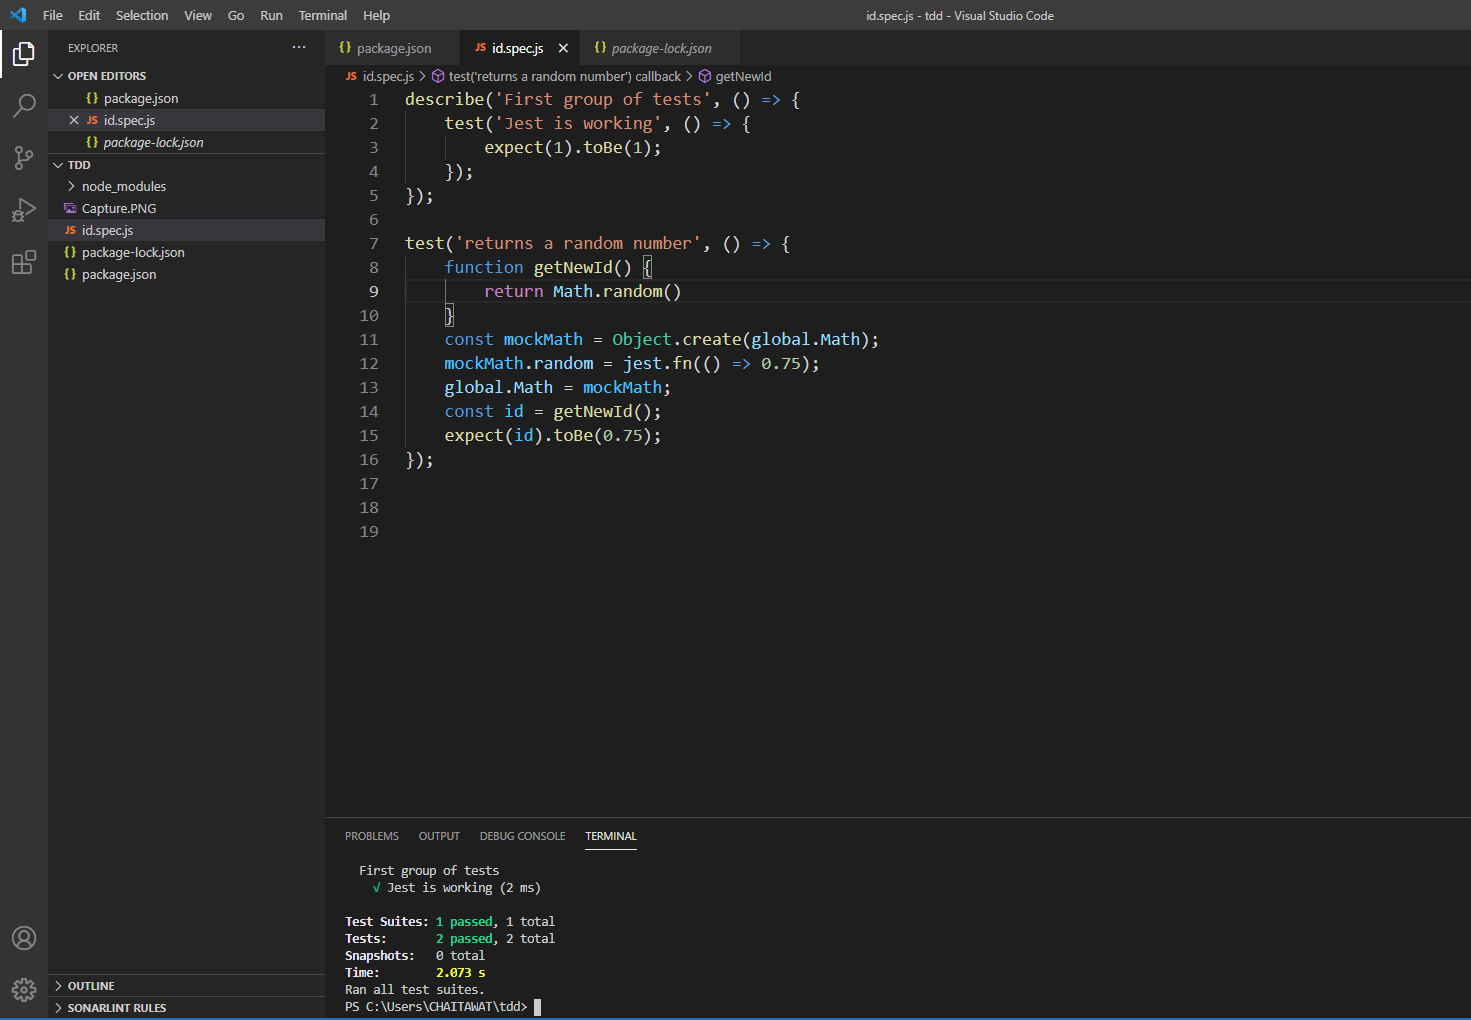 File Edit Selection View Go Run Terminal Help
id.spec.js - tdd - Visual Studio Code
EXPLORER
OPEN EDITORS
package.json
JS id.spec.js
package-lock.json
TDD
node_modules
Capture.PNG
JS id.spec.js
{} package-lock.json
{} package.json
OUTLINE
SONARLINT RULES
{} package.json JS id.spec.js {} package-lock.json
JS id.spec.js > test('returns a random number') callback > getNewId
1 describe('First group of tests', () => {
2 test('Jest is working', () => {
3 expect(1).toBe(1);
4 });
5 });
6
7 test('returns a random number', () => {
8 function getNewId() {
9 return Math.random()
10 }
11 const mockMath = Object.create(global.Math);
12 mockMath.random = jest.fn(() => 0.75);
13 global.Math = mockMath;
14 const id = getNewId();
15 expect(id).toBe(0.75);
16 });
17
18
19
PROBLEMS OUTPUT DEBUG CONSOLE TERMINAL
First group of tests
√ Jest is working (2 ms)
Test Suites: 1 passed, 1 total
Tests: 2 passed, 2 total
Snapshots: 0 total
Time: 2.073 s
Ran all test suites.
PS C:\Users\CHAITAWAT\tdd>